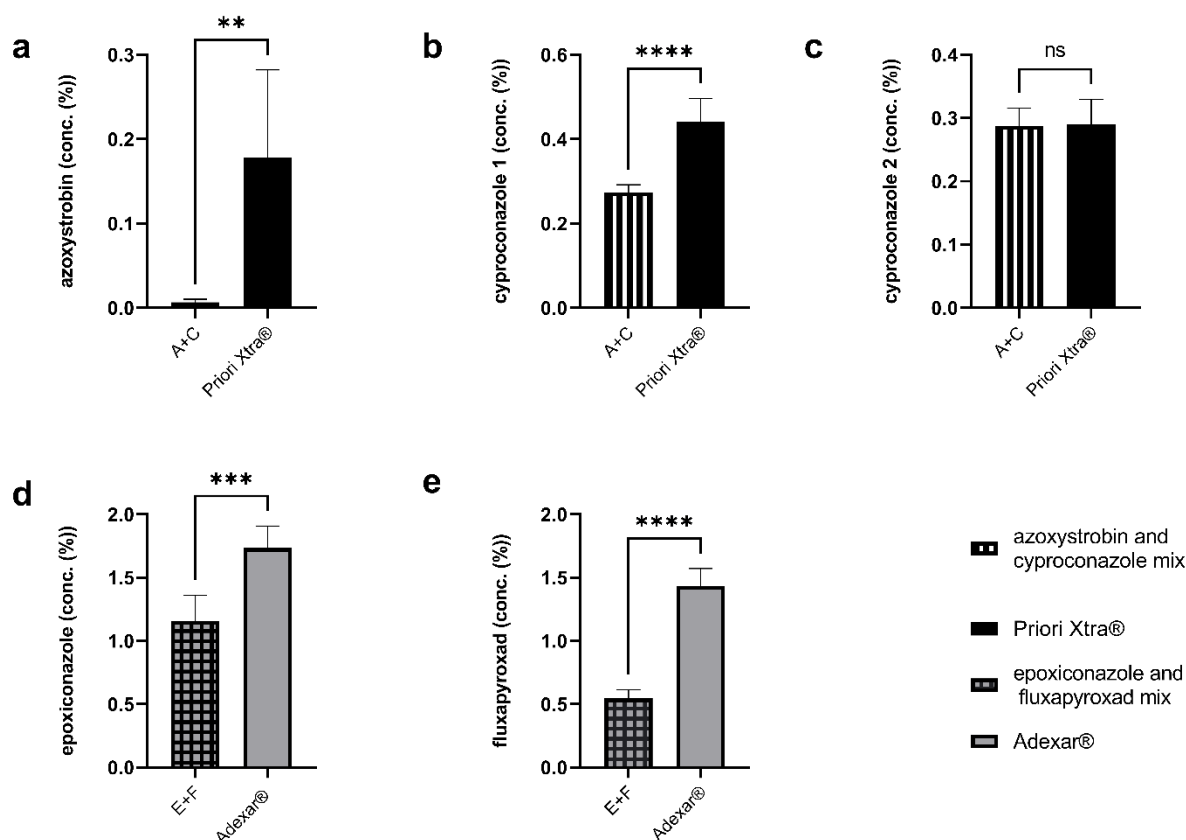 a
**
azoxystrobin (conc. (%))
0.3
0.2
0.1
0.0
A+C
Priori Xtra®
b
****
cyproconazole 1 (conc. (%))
0.6
0.4
0.2
0.0
A+C
Priori Xtra®
c
ns
cyproconazole 2 (conc. (%))
0.4
0.3
0.2
0.1
0.0
A+C
Priori Xtra®
d
***
epoxiconazole (conc. (%))
2.0
1.5
1.0
0.5
0.0
E+F
Adexar®
e
****
fluxapyroxad (conc. (%))
2.0
1.5
1.0
0.5
0.0
E+F
Adexar®
azoxystrobin and
cyproconazole mix
Priori Xtra®
epoxiconazole and
fluxapyroxad mix
Adexar®